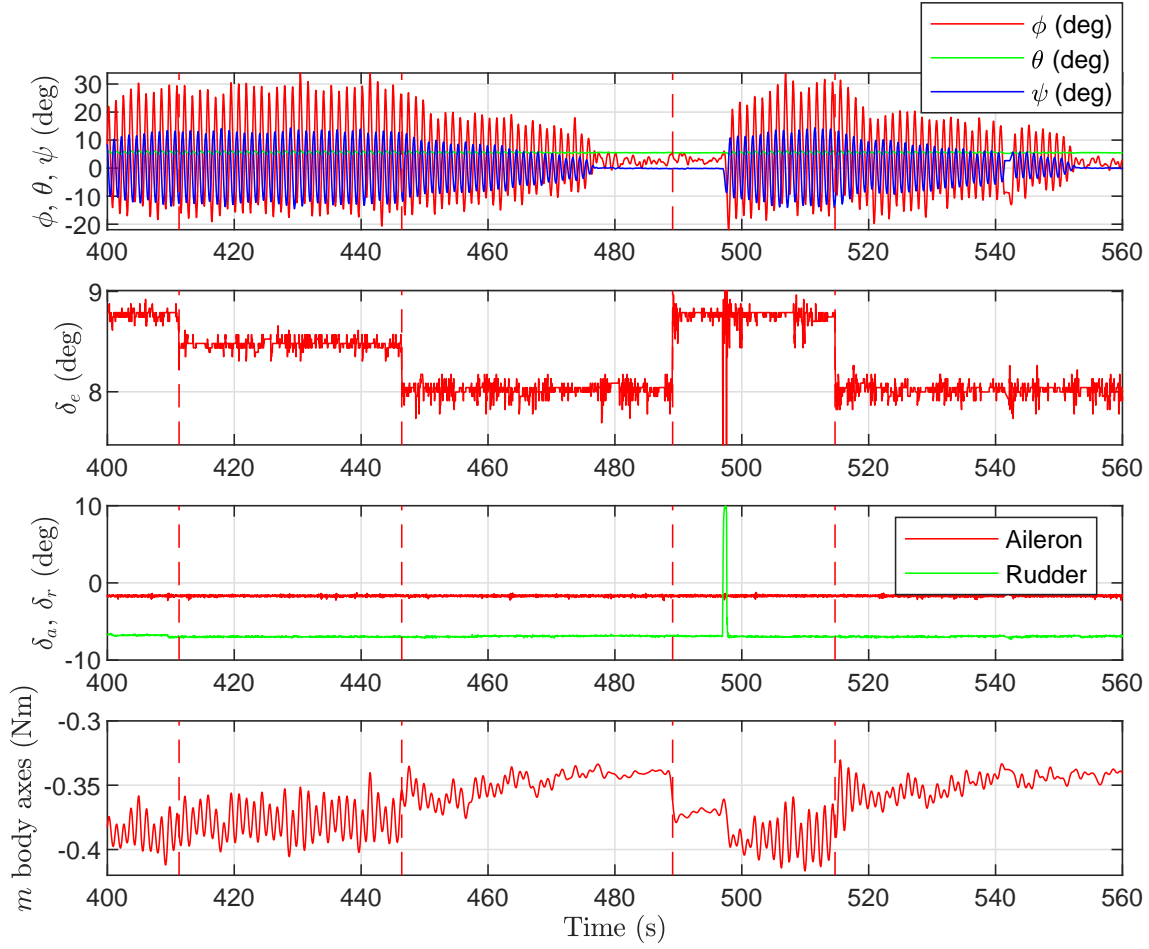 ϕ (deg)
θ (deg)
ψ (deg)
ϕ, θ, ψ (deg)
30
20
10
0
-10
-20
400 420 440 460 480 500 520 540 560
δe (deg)
9
8
400 420 440 460 480 500 520 540 560
δa, δr (deg)
10
0
-10
Aileron
Rudder
400 420 440 460 480 500 520 540 560
m body axes (Nm)
-0.3
-0.35
-0.4
400 420 440 460 480 500 520 540 560
Time (s)